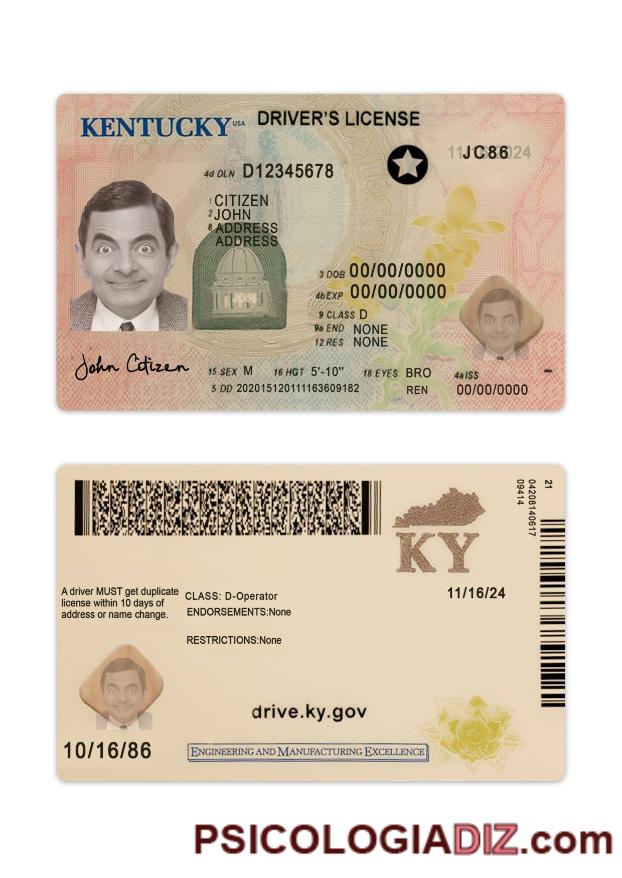 KENTUCKY USA DRIVER'S LICENSE
JC86
4d DLN D12345678
1 CITIZEN
2 JOHN
8 ADDRESS
ADDRESS
3 DOB 00/00/0000
4b EXP 00/00/0000
9 CLASS D
9a END NONE
12 RES NONE
John Citizen
15 SEX M 16 HGT 5'-10" 18 EYES BRO 4a ISS
5 DD 202015120111163609182 REN 00/00/0000
21
04208140617
09414
KY
11/16/24
A driver MUST get duplicate
license within 10 days of
address or name change.
CLASS: D-Operator
ENDORSEMENTS:None
RESTRICTIONS:None
drive.ky.gov
10/16/86
ENGINEERING AND MANUFACTURING EXCELLENCE
PSICOLOGIADIZ.com